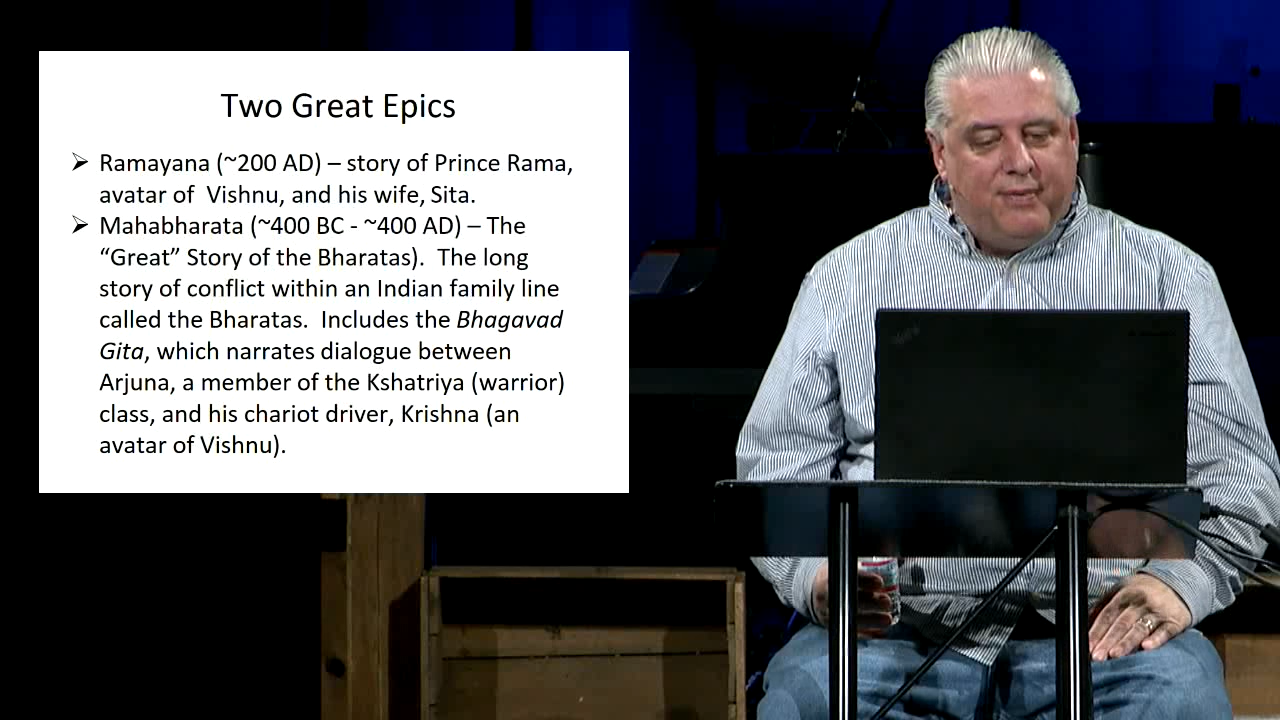 Two Great Epics
➢ Ramayana (~200 AD) – story of Prince Rama,
avatar of  Vishnu, and his wife, Sita.
➢ Mahabharata (~400 BC - ~400 AD) – The
“Great” Story of the Bharatas).  The long
story of conflict within an Indian family line
called the Bharatas.  Includes the Bhagavad
Gita, which narrates dialogue between
Arjuna, a member of the Kshatriya (warrior)
class, and his chariot driver, Krishna (an
avatar of Vishnu).